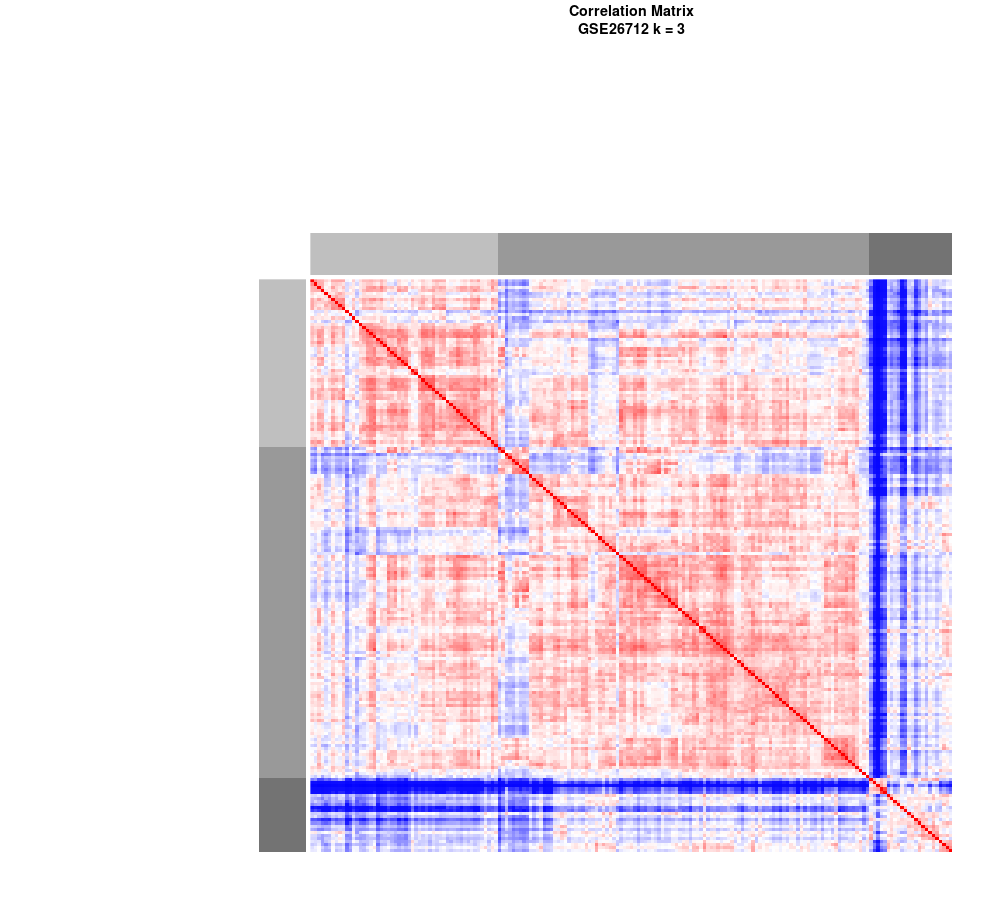 Correlation Matrix
GSE26712 k = 3